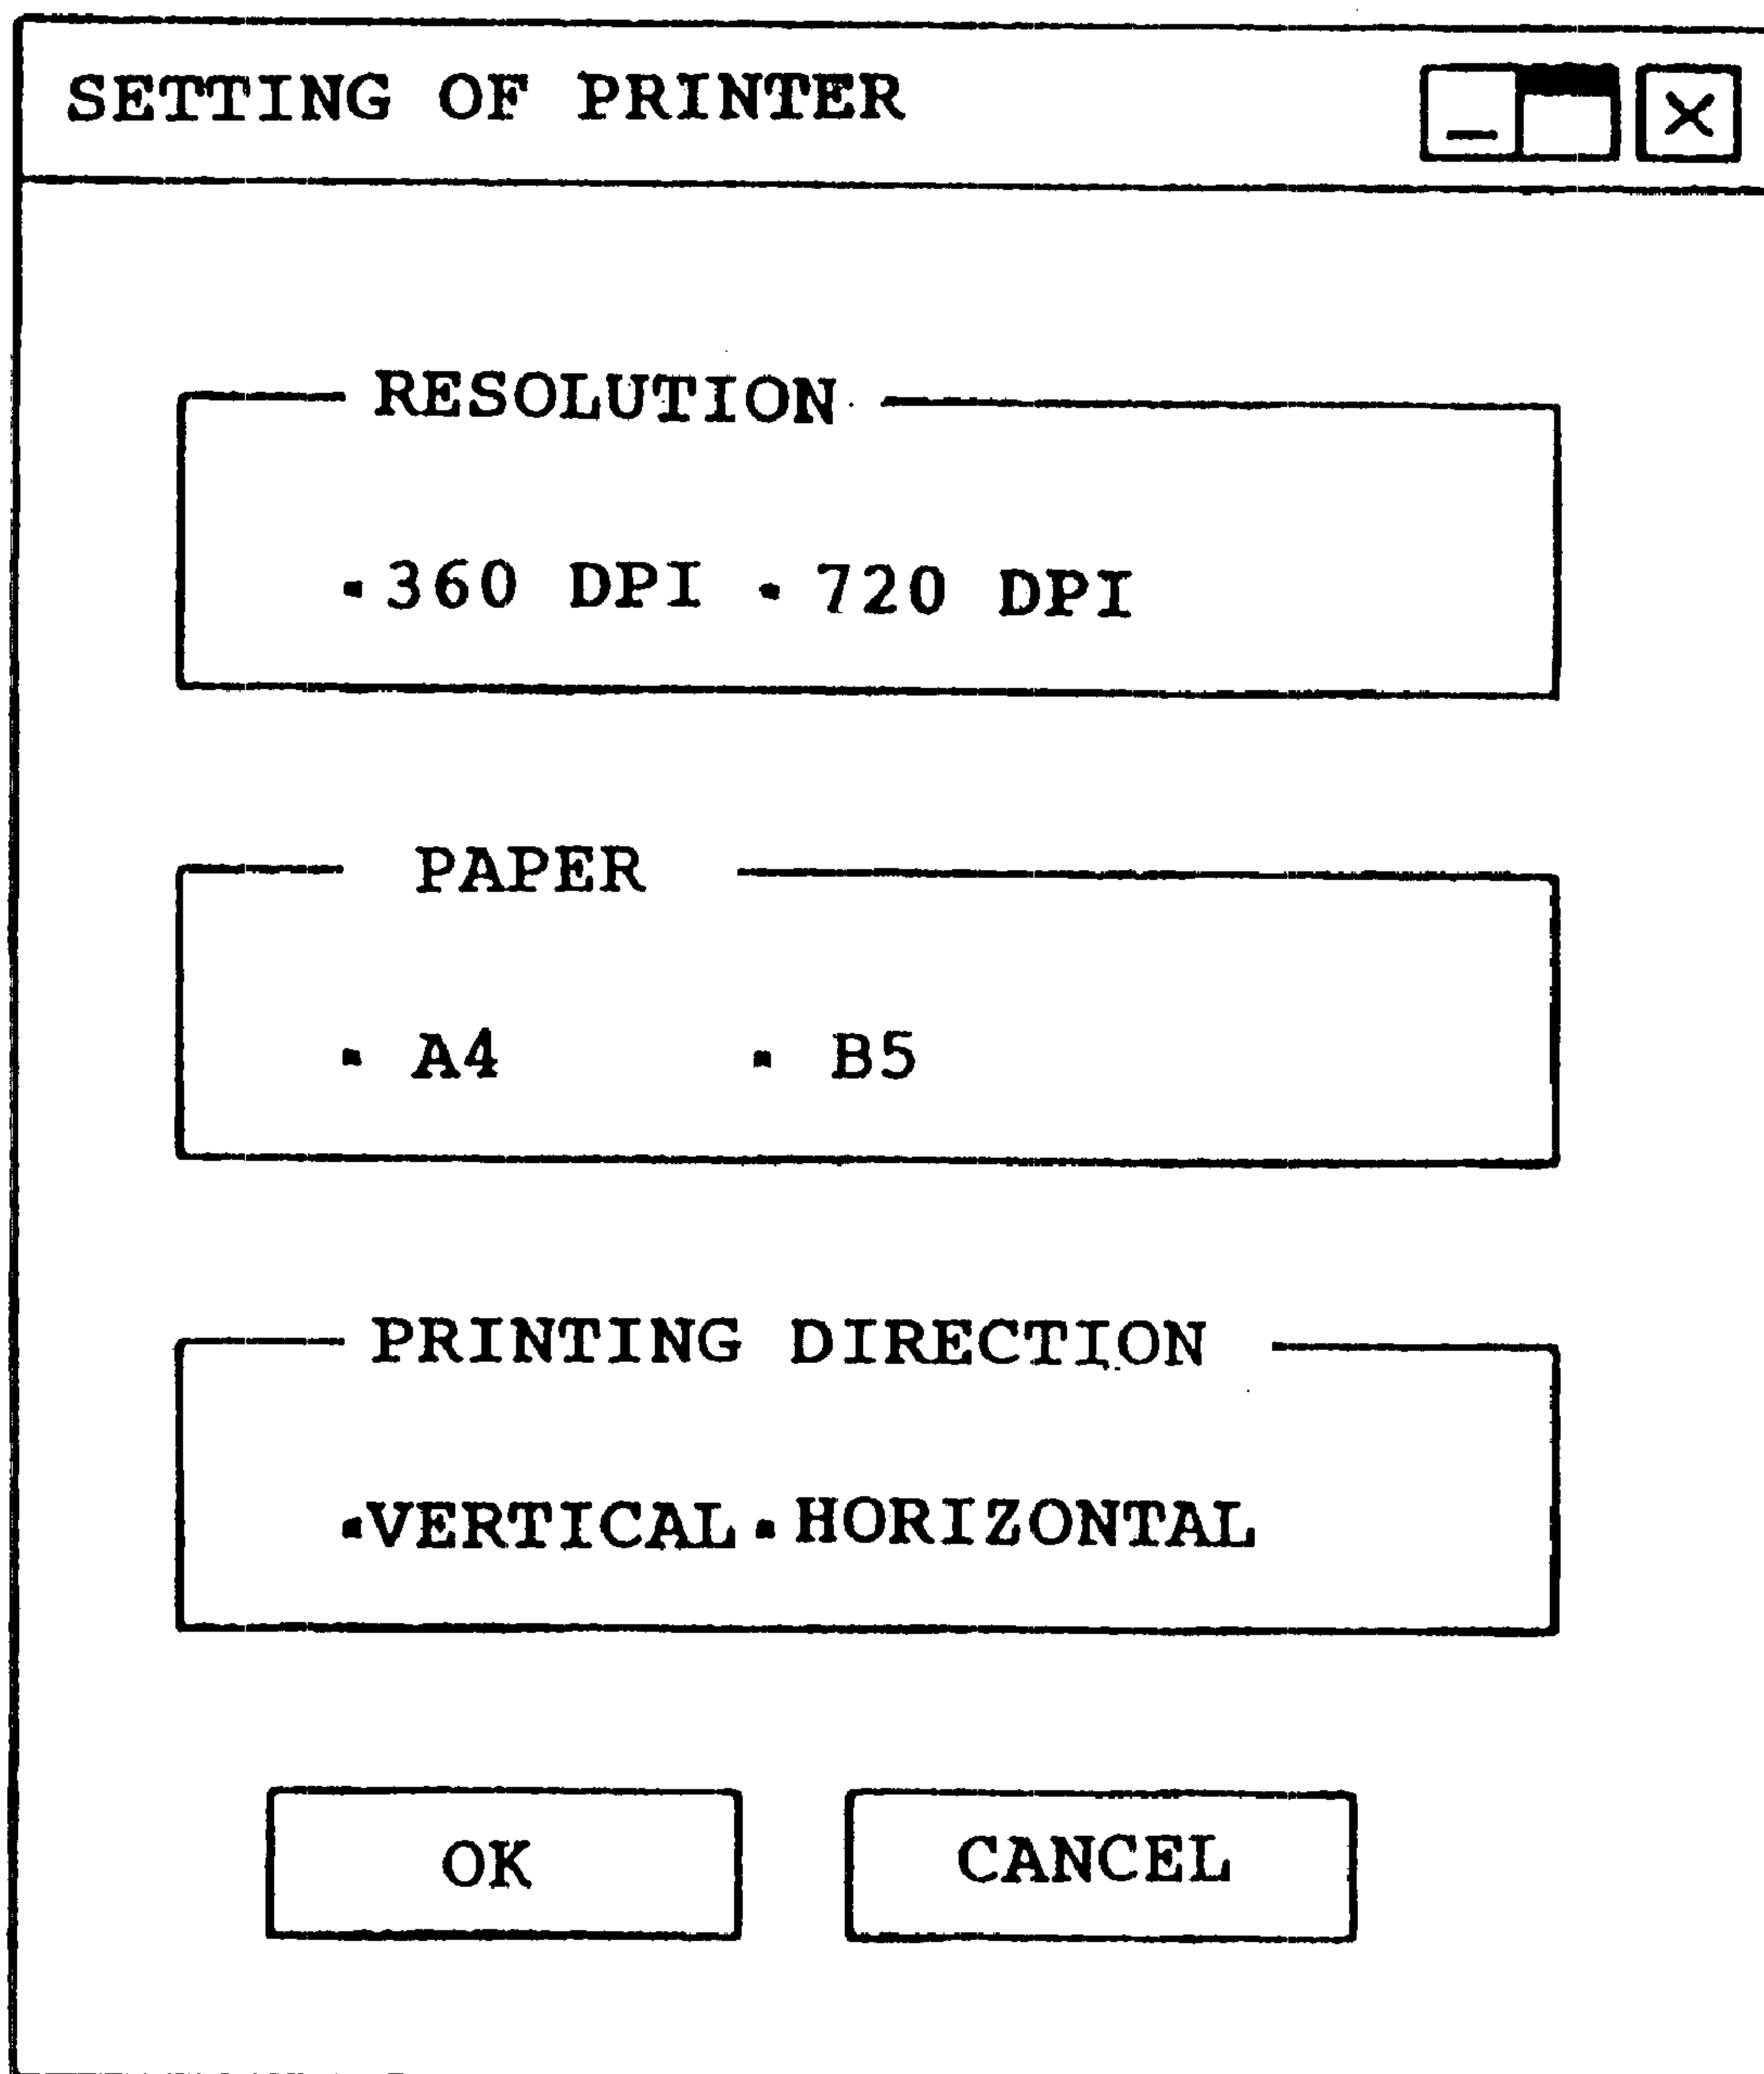 SETTING OF PRINTER
RESOLUTION
▪360 DPI ▪720 DPI
PAPER
▪ A4 ▪ B5
PRINTING DIRECTION
▪VERTICAL▪HORIZONTAL
OK CANCEL